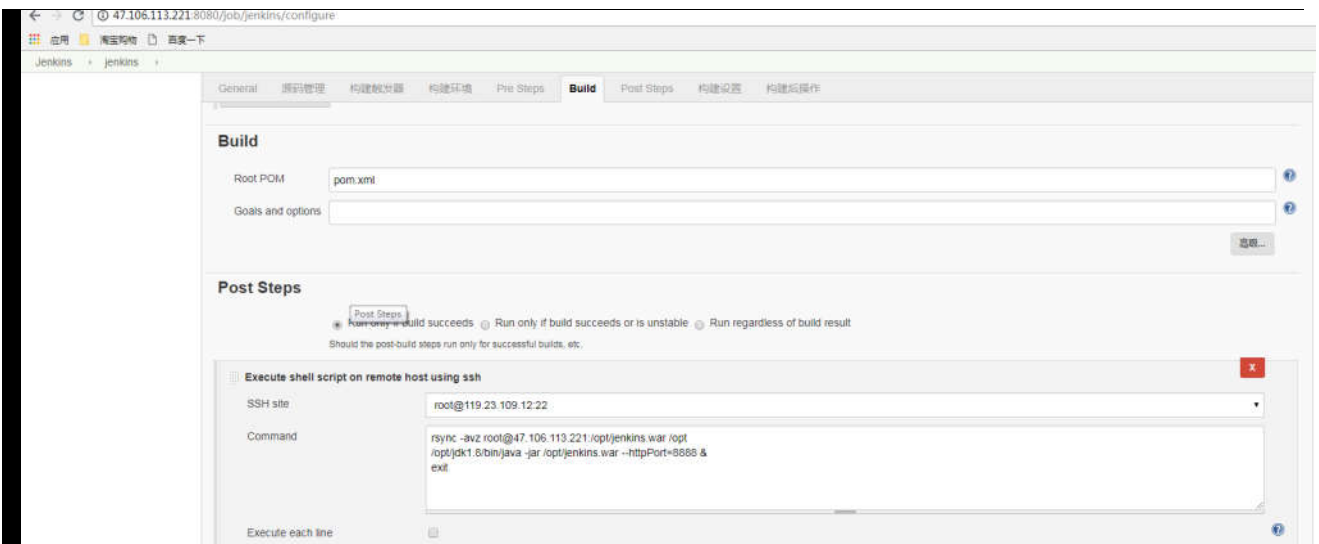 47.106.113.221:8080/job/jenkins/configure
应用 淘宝购物 百度一下
Jenkins jenkins
General 源码管理 构建触发器 构建环境 Pre Steps Build Post Steps 构建设置 构建后操作
Build
Root POM pom.xml
Goals and options
高级...
Post Steps
Post Steps
Run only if build succeeds Run only if build succeeds or is unstable Run regardless of build result
Should the post-build steps run only for successful builds, etc.
X
Execute shell script on remote host using ssh
SSH site root@119.23.109.12:22
Command rsync -avz root@47.106.113.221:/opt/jenkins.war /opt
/opt/jdk1.8/bin/java -jar /opt/jenkins.war --httpPort=8888 &
exit
Execute each line